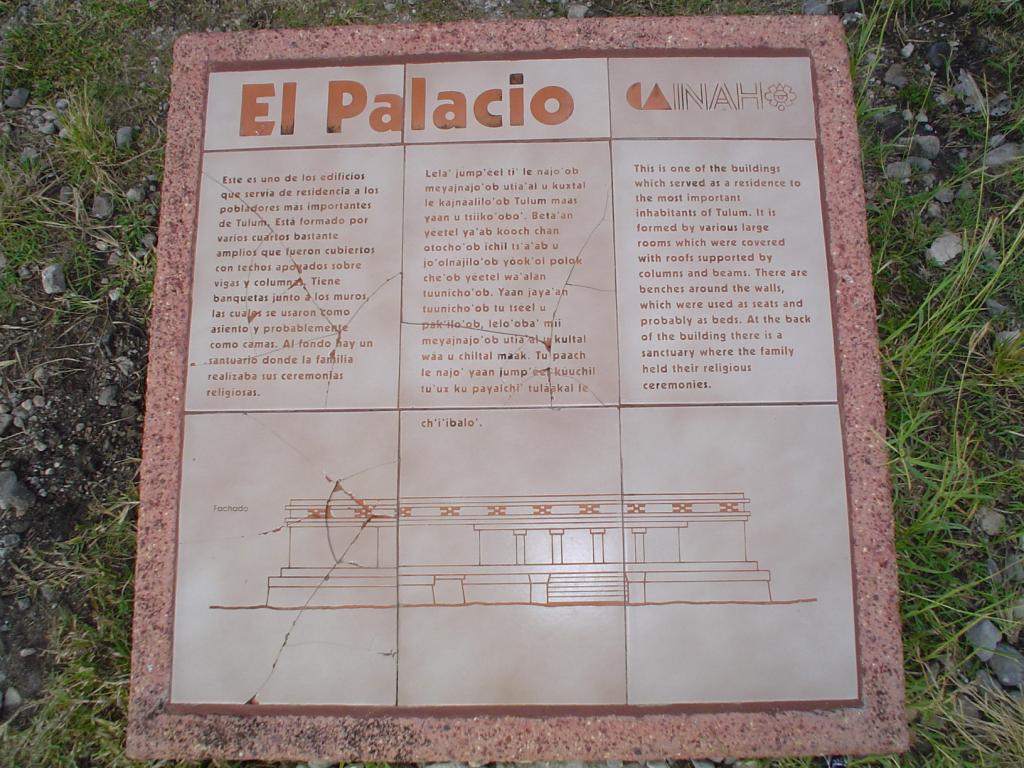 El Palacio
CA INAH
Este es uno de los edificios
que servia de residencia a los
pobladores más importantes
de Tulum. Está formado por
varios cuartos bastante
amplios que fueron cubiertos
con techos apoyados sobre
vigas y columnas. Tiene
banquetas junto a los muros,
las cuales se usaron como
asiento y probablemente
como camas. Al fondo hay un
santuario donde la familia
realizaba sus ceremonias
religiosas.
Lela' jump'éel ti' le najo'ob
meyajnajo'ob utia'al u kuxtal
le kajnaalilo'ob Tulum maas
yaan u tsiiko'obo'. Beta'an
yéetel ya'ab kooch chan
otocho'ob ichil ts'a'ab u
jo'olnajilo'ob yóok'ol polok
che'ob yéetel wa'alan
tuunicho'ob. Yaan jaya'an
tuunicho'ob tu tseel u
pak'ilo'ob, lelo'oba' mii
meyajnajo'ob utia'al u kultal
wáa u chiltal maak. Tu paach
le najo' yaan jump'éel kúuchil
tu'ux ku payalchi' tulaakal le
ch'i'ibalo'.
This is one of the buildings
which served as a residence to
the most important
inhabitants of Tulum. It is
formed by various large
rooms which were covered
with roofs supported by
columns and beams. There are
benches around the walls,
which were used as seats and
probably as beds. At the back
of the building there is a
sanctuary where the family
held their religious
ceremonies.
Fachada